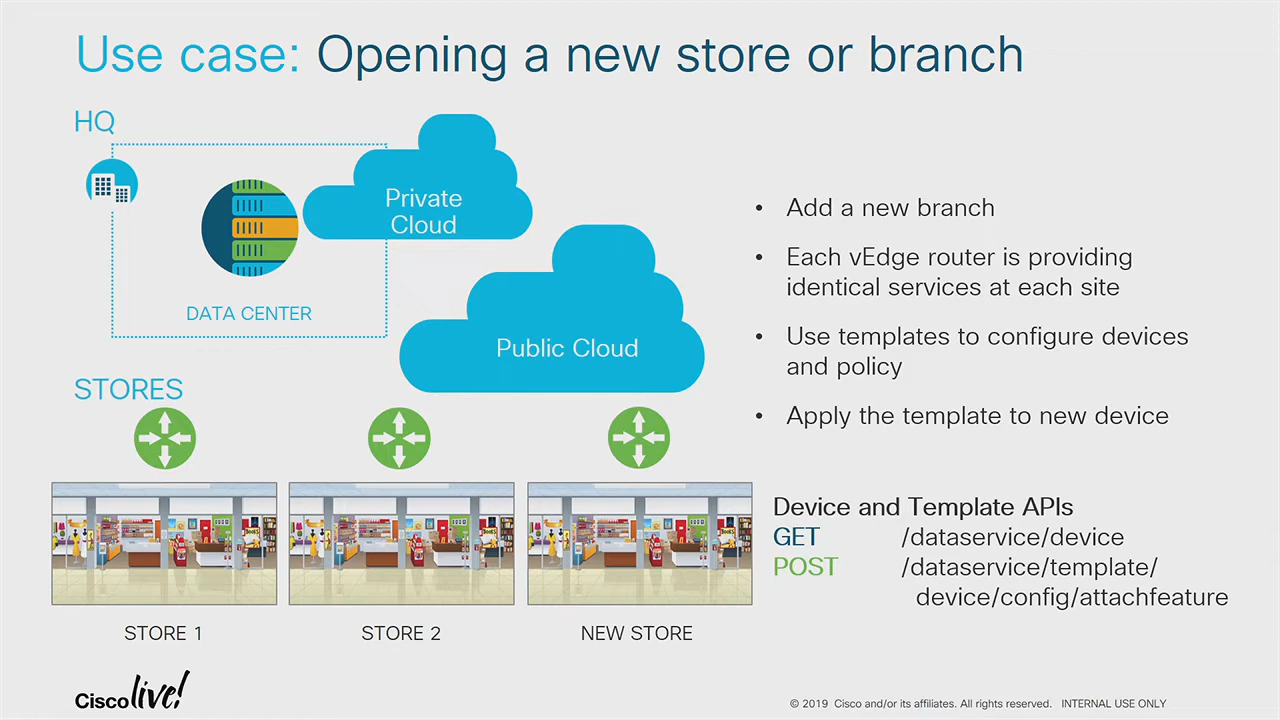 Use case: Opening a new store or branch
HQ
Private
Cloud
DATA CENTER
Public Cloud
STORES
STORE 1
STORE 2
NEW STORE
• Add a new branch
• Each vEdge router is providing
identical services at each site
• Use templates to configure devices
and policy
• Apply the template to new device
Device and Template APIs
GET /dataservice/device
POST /dataservice/template/
device/config/attachfeature
Cisco live!
© 2019 Cisco and/or its affiliates. All rights reserved. INTERNAL USE ONLY